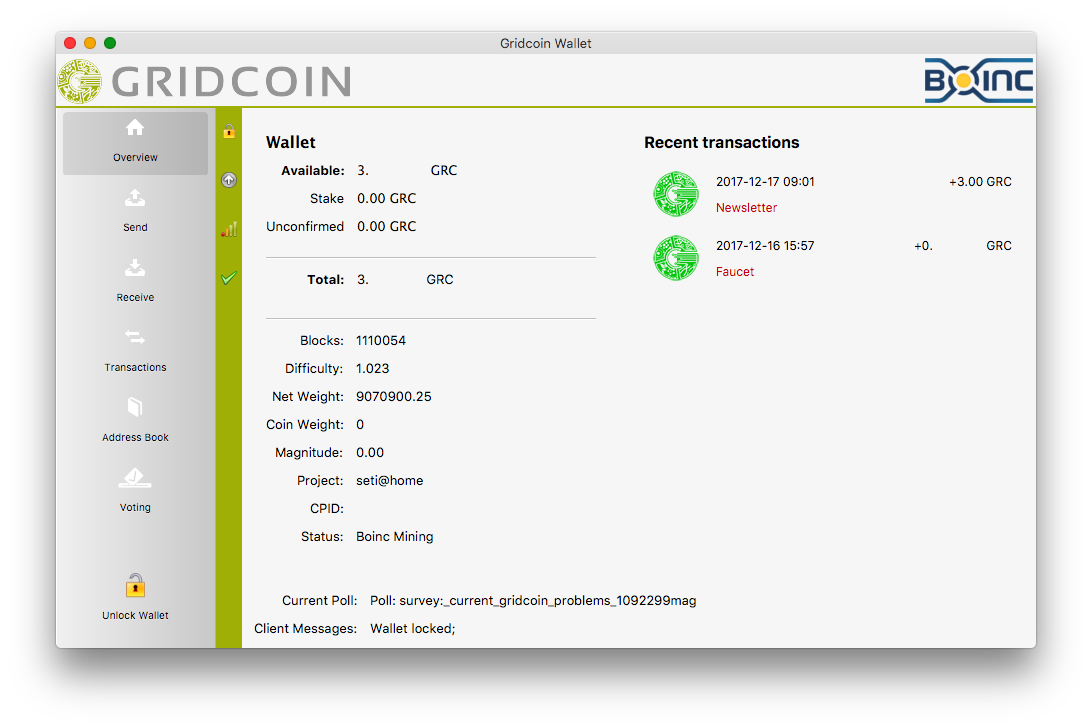 Gridcoin Wallet
GRIDCOIN
BOINC
Overview
Send
Receive
Transactions
Address Book
Voting
Unlock Wallet
Wallet
Available: 3. GRC
Stake 0.00 GRC
Unconfirmed 0.00 GRC
Total: 3. GRC
Blocks: 1110054
Difficulty: 1.023
Net Weight: 9070900.25
Coin Weight: 0
Magnitude: 0.00
Project: seti@home
CPID:
Status: Boinc Mining
Current Poll: Poll: survey:_current_gridcoin_problems_1092299mag
Client Messages: Wallet locked;
Recent transactions
2017-12-17 09:01 +3.00 GRC
Newsletter
2017-12-16 15:57 +0. GRC
Faucet